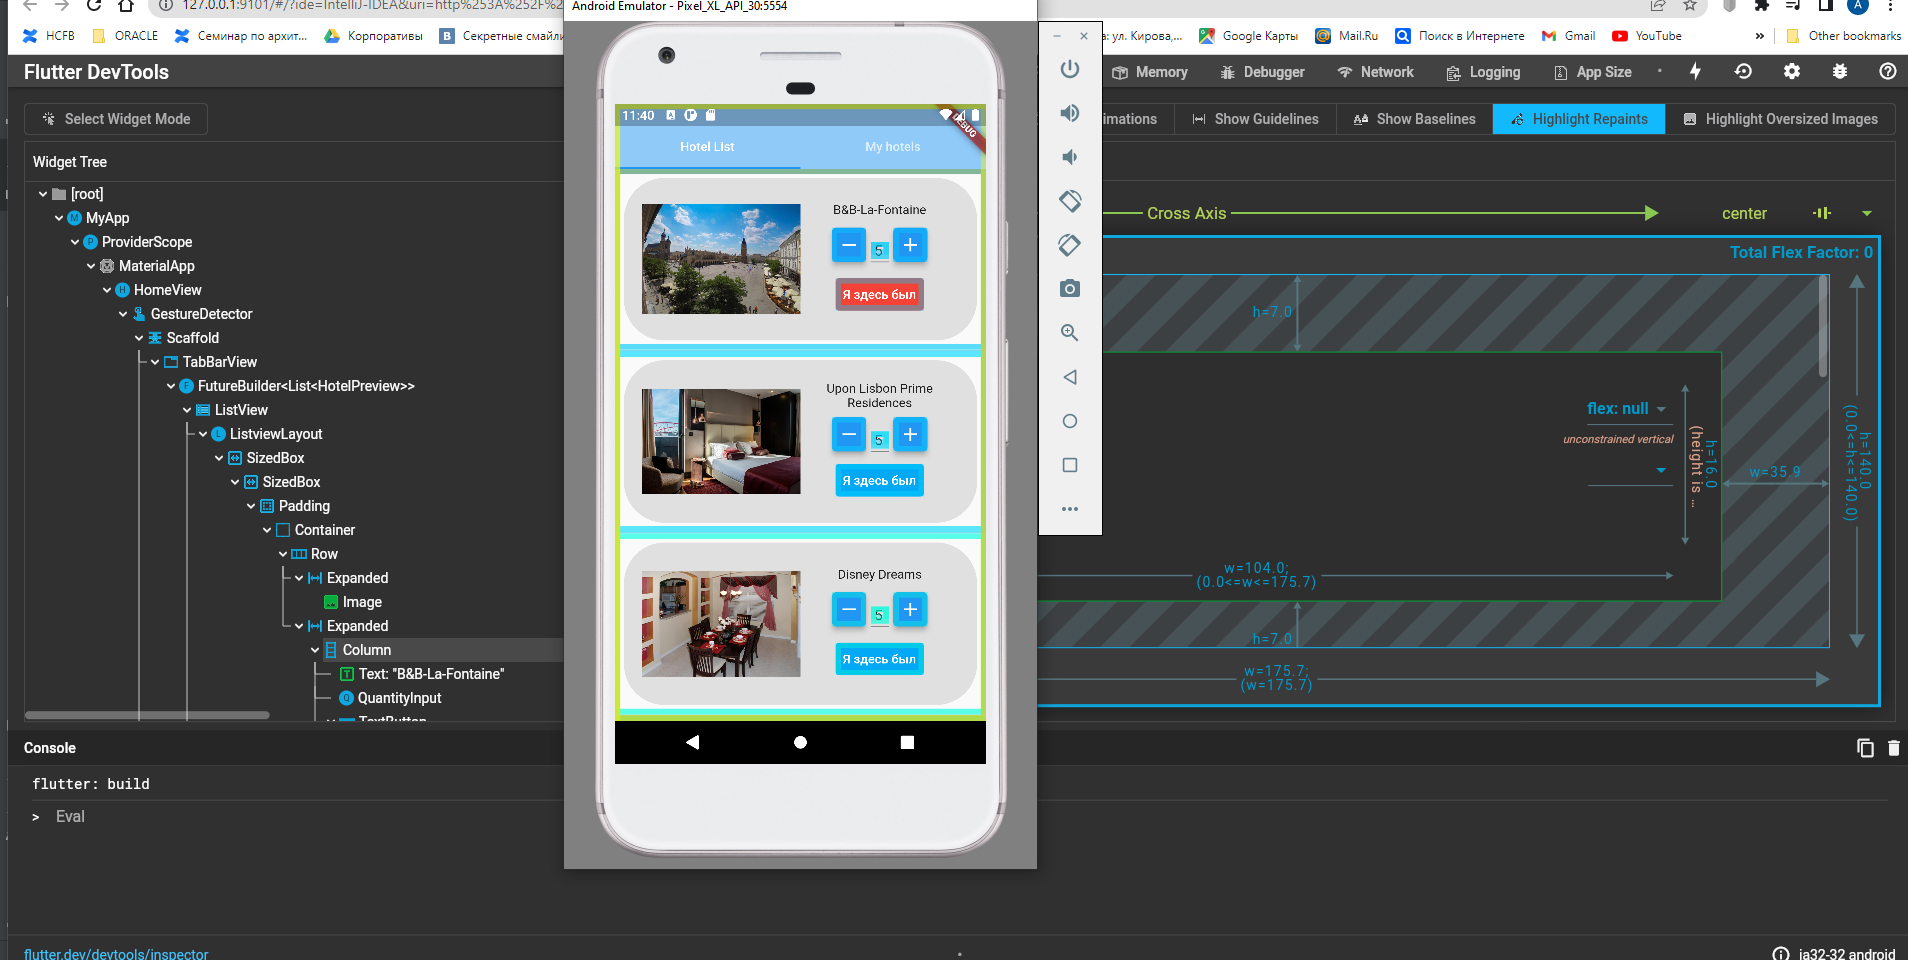 127.0.0.1:9101/#/?ide=IntelliJ-IDEA&uri=http%253A%252F%2
Android Emulator - Pixel_XL_API_30:5554
HCFB
ORACLE
Семинар по архит...
Корпоративы
Секретные смайли
а: ул. Кирова,...
Google Карты
Mail.Ru
Поиск в Интернете
Gmail
YouTube
»
Other bookmarks
Flutter DevTools
Memory
Debugger
Network
Logging
App Size
Select Widget Mode
imations
Show Guidelines
Show Baselines
Highlight Repaints
Highlight Oversized Images
Widget Tree
[root]
MyApp
ProviderScope
MaterialApp
HomeView
GestureDetector
Scaffold
TabBarView
FutureBuilder<List<HotelPreview>>
ListView
ListviewLayout
SizedBox
SizedBox
Padding
Container
Row
Expanded
Image
Expanded
Column
Text: "B&B-La-Fontaine"
QuantityInput
TextButton
11:40
DEBUG
Hotel List
My hotels
B&B-La-Fontaine
5
Я здесь был
Upon Lisbon Prime
Residences
5
Я здесь был
Disney Dreams
5
Я здесь был
Cross Axis
center
Total Flex Factor: 0
h=7.0
flex: null
unconstrained vertical
h=16.0
(height is ...
w=35.9
h=140.0
(0.0<=h<=140.0)
w=104.0;
(0.0<=w<=175.7)
h=7.0
w=175.7;
(w=175.7)
Console
flutter: build
> Eval
flutter.dev/devtools/inspector
ia32-32 android